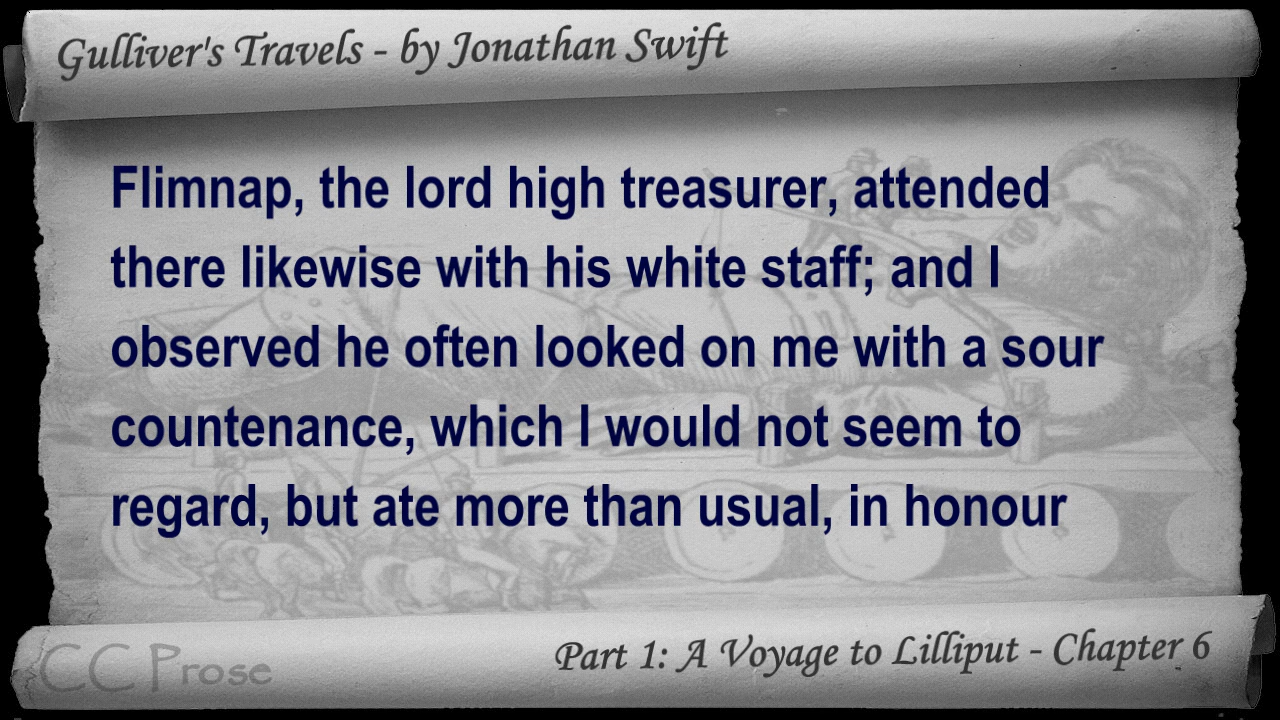 Gulliver's Travels - by Jonathan Swift
Flimnap, the lord high treasurer, attended
there likewise with his white staff; and I
observed he often looked on me with a sour
countenance, which I would not seem to
regard, but ate more than usual, in honour
CC Prose
Part 1: A Voyage to Lilliput - Chapter 6